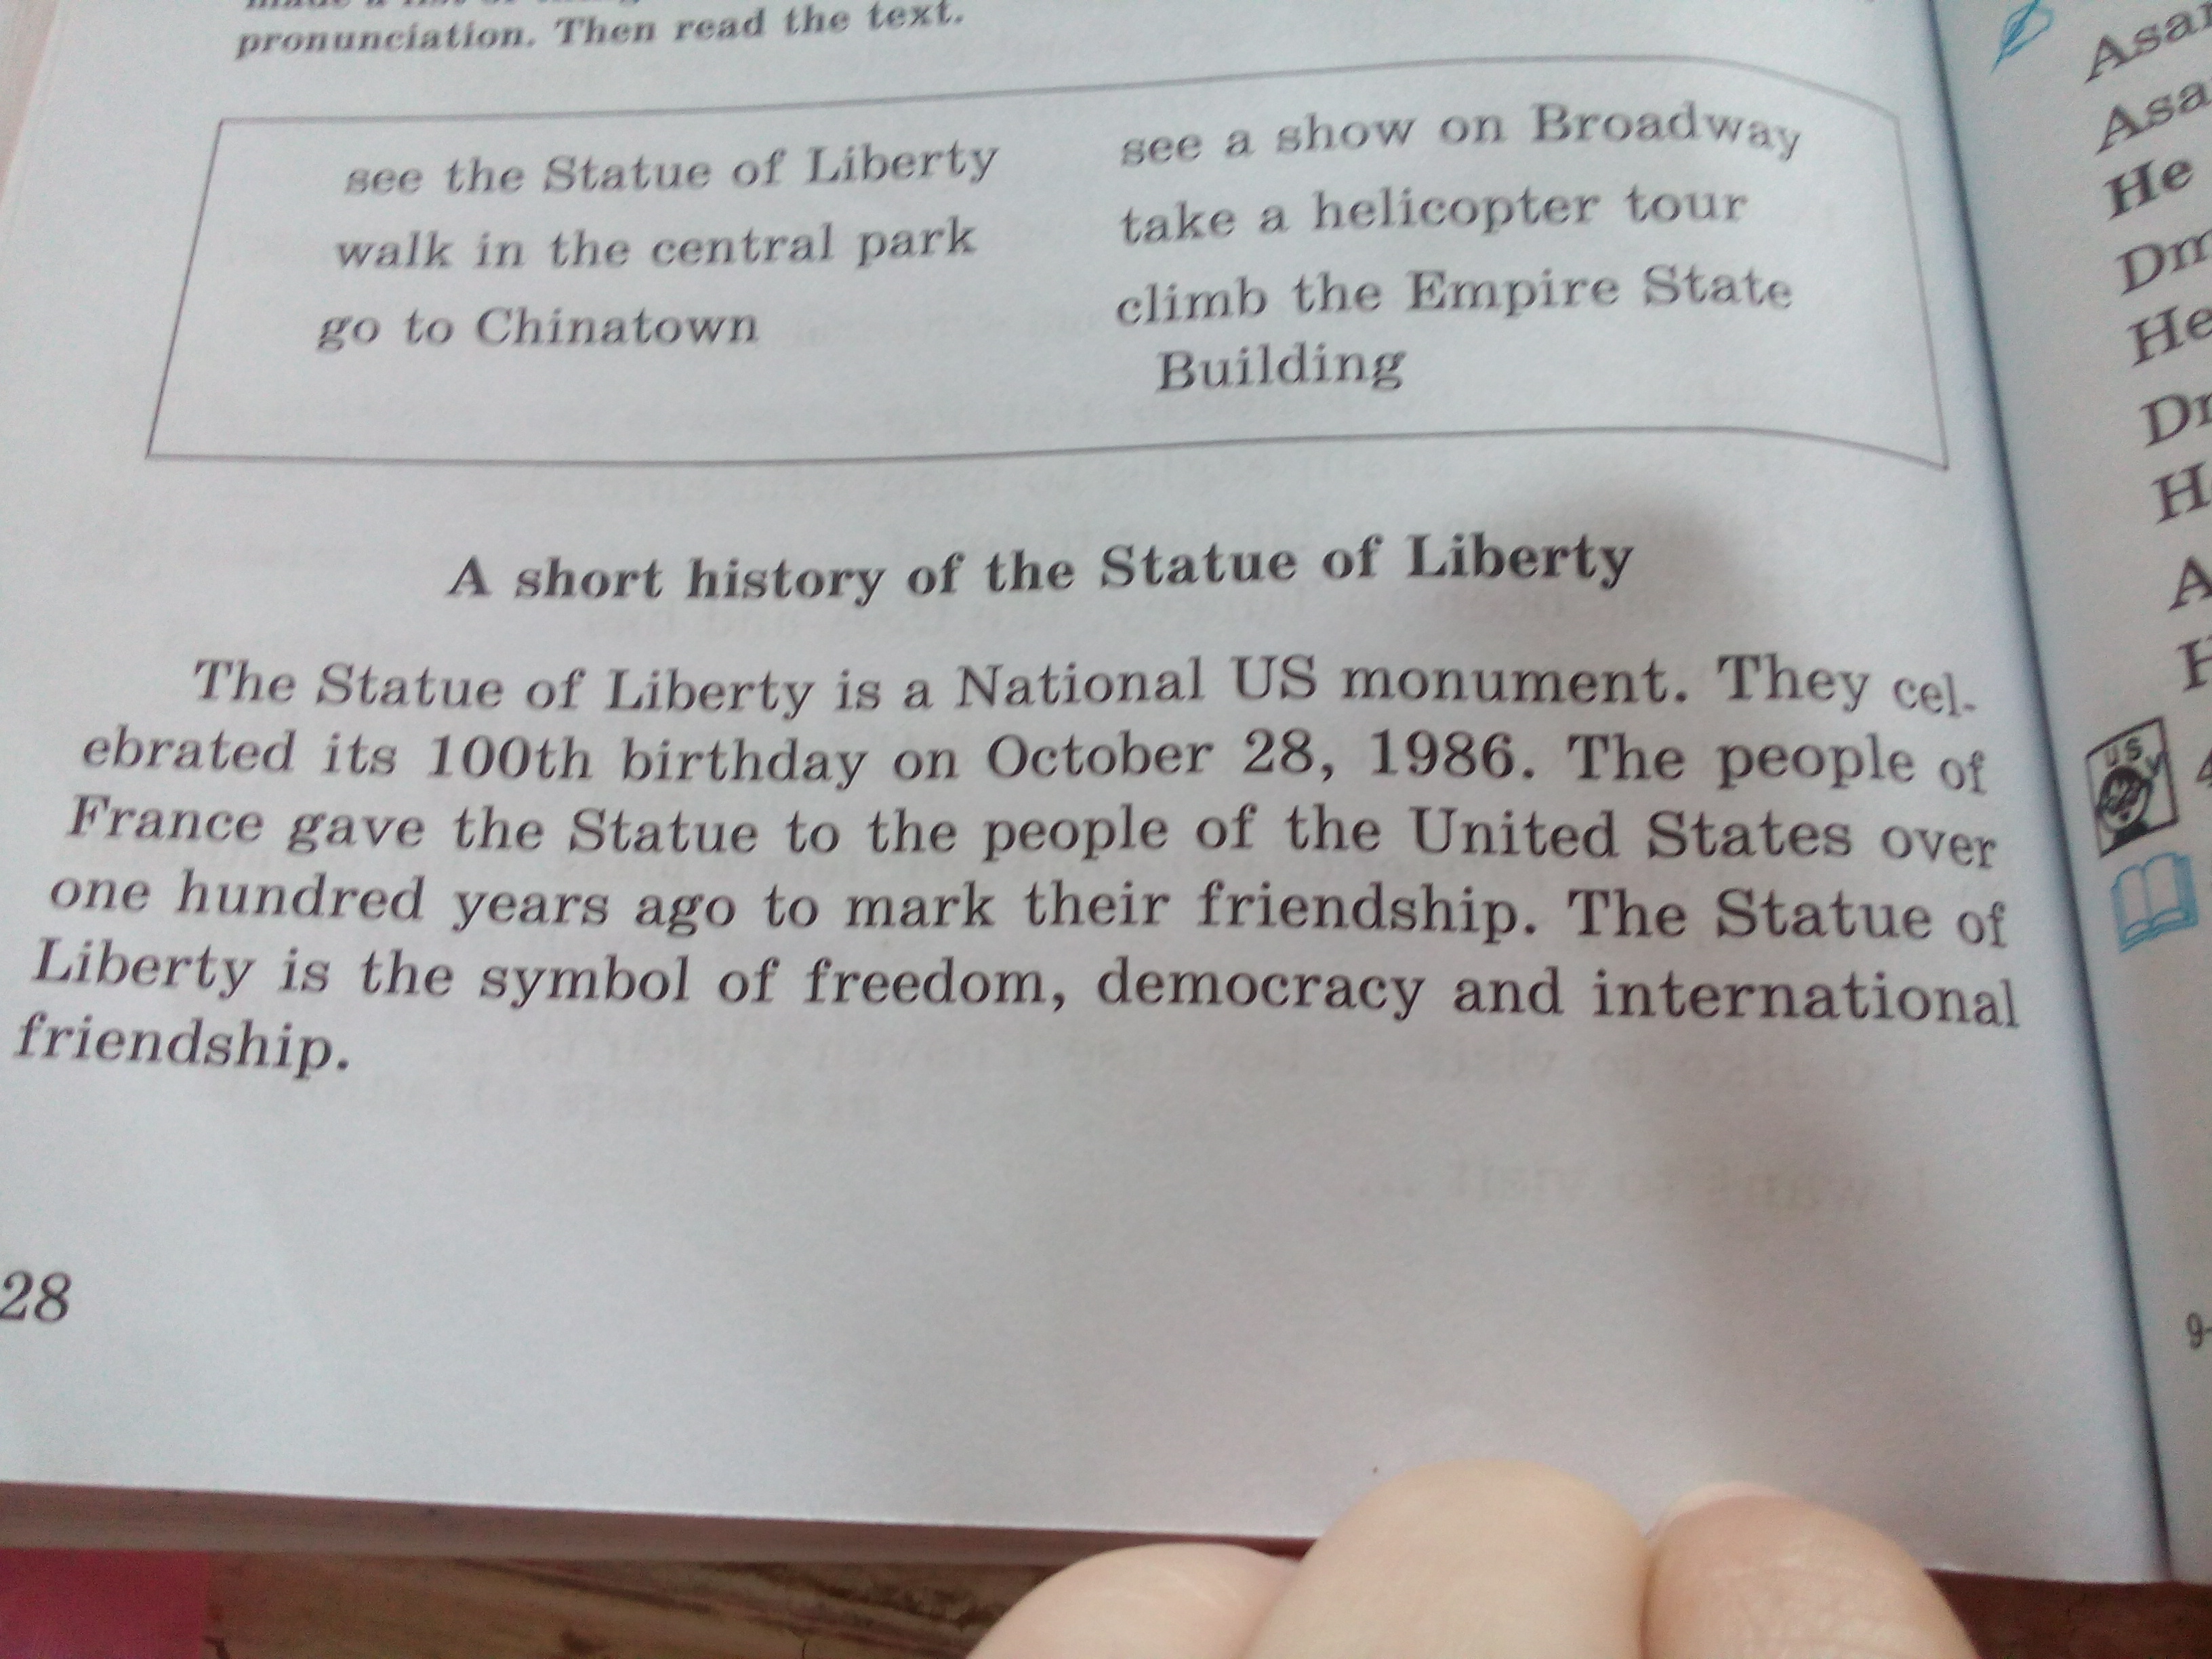 pronunciation. Then read the text.
see the Statue of Liberty
walk in the central park
go to Chinatown
see a show on Broadway
take a helicopter tour
climb the Empire State
Building
A short history of the Statue of Liberty
The Statue of Liberty is a National US monument. They cel-
ebrated its 100th birthday on October 28, 1986. The people of
France gave the Statue to the people of the United States over
one hundred years ago to mark their friendship. The Statue of
Liberty is the symbol of freedom, democracy and international
friendship.
28
He
He
US